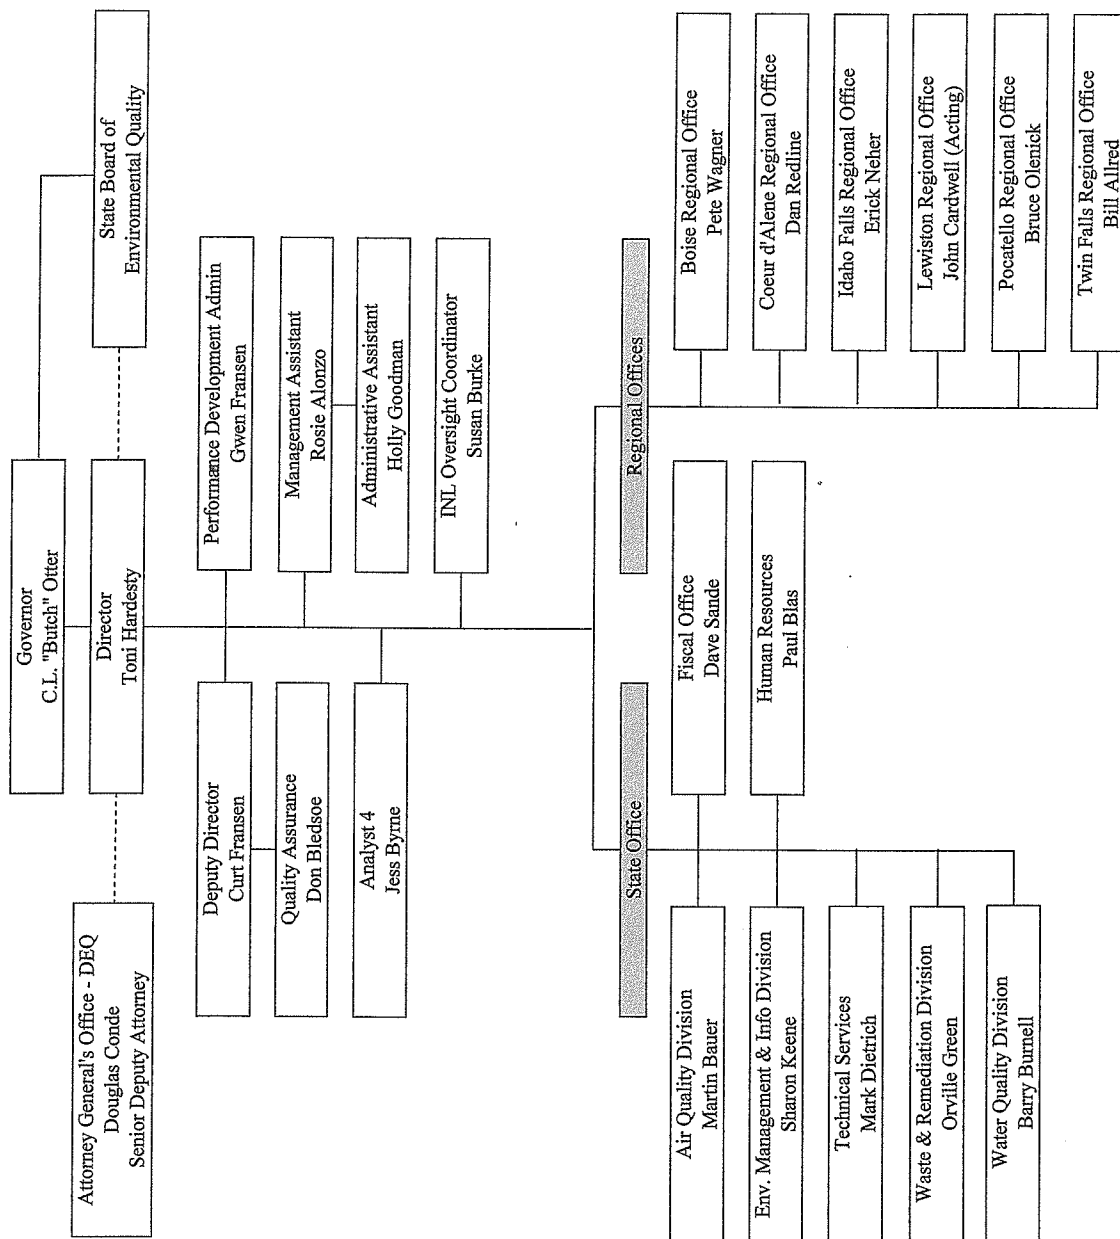 Governor
C.L. "Butch" Otter
State Board of
Environmental Quality
Director
Toni Hardesty
Attorney General's Office - DEQ
Douglas Conde
Senior Deputy Attorney
Deputy Director
Curt Fransen
Performance Development Admin
Gwen Fransen
Quality Assurance
Don Bledsoe
Management Assistant
Rosie Alonzo
Analyst 4
Jess Byrne
Administrative Assistant
Holly Goodman
INL Oversight Coordinator
Susan Burke
State Office
Regional Offices
Air Quality Division
Martin Bauer
Fiscal Office
Dave Sande
Env. Management & Info Division
Sharon Keene
Human Resources
Paul Blas
Technical Services
Mark Dietrich
Waste & Remediation Division
Orville Green
Water Quality Division
Barry Burnell
Boise Regional Office
Pete Wagner
Coeur d'Alene Regional Office
Dan Redline
Idaho Falls Regional Office
Erick Neher
Lewiston Regional Office
John Cardwell (Acting)
Pocatello Regional Office
Bruce Olenick
Twin Falls Regional Office
Bill Allred